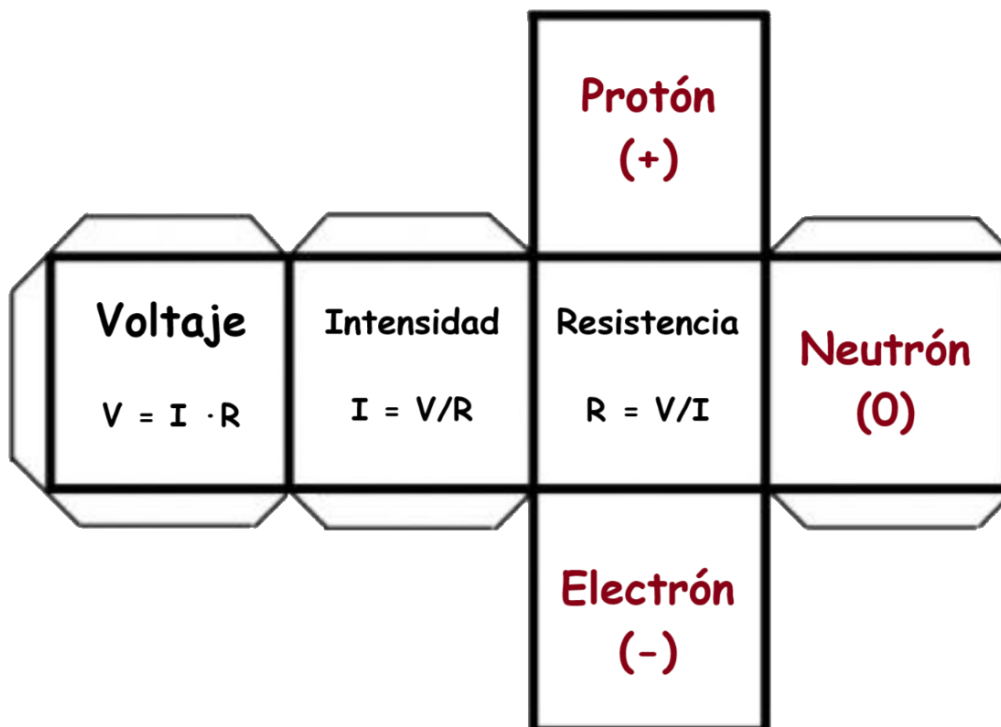 Protón
(+)
Voltaje
V = I · R
Intensidad
I = V/R
Resistencia
R = V/I
Neutrón
(0)
Electrón
(-)